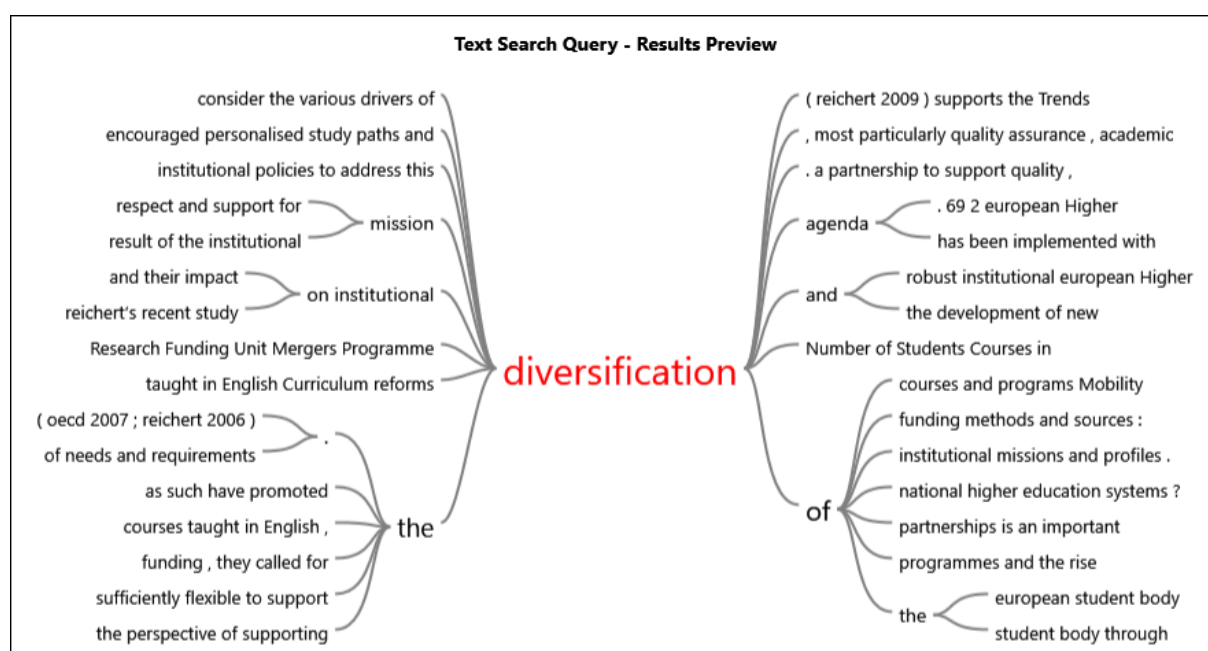 Text Search Query - Results Preview
consider the various drivers of
encouraged personalised study paths and
institutional policies to address this
respect and support for
result of the institutional
mission
and their impact
reichert's recent study
on institutional
Research Funding Unit Mergers Programme
taught in English Curriculum reforms
( oecd 2007 ; reichert 2006 )
of needs and requirements
.
as such have promoted
courses taught in English ,
funding , they called for
sufficiently flexible to support
the perspective of supporting
the
diversification
( reichert 2009 ) supports the Trends
, most particularly quality assurance , academic
. a partnership to support quality ,
agenda
. 69 2 european Higher
has been implemented with
and
robust institutional european Higher
the development of new
Number of Students Courses in
of
courses and programs Mobility
funding methods and sources :
institutional missions and profiles .
national higher education systems ?
partnerships is an important
programmes and the rise
the
european student body
student body through